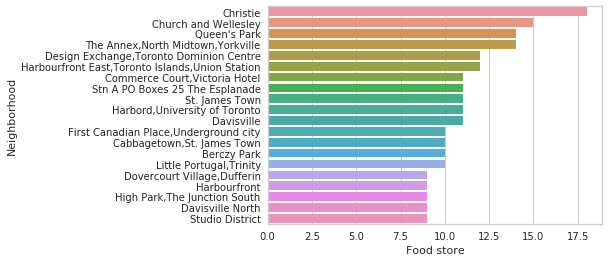 Neighborhood
Christie
Church and Wellesley
Queen's Park
The Annex,North Midtown,Yorkville
Design Exchange,Toronto Dominion Centre
Harbourfront East,Toronto Islands,Union Station
Commerce Court,Victoria Hotel
Stn A PO Boxes 25 The Esplanade
St. James Town
Harbord,University of Toronto
Davisville
First Canadian Place,Underground city
Cabbagetown,St. James Town
Berczy Park
Little Portugal,Trinity
Dovercourt Village,Dufferin
Harbourfront
High Park,The Junction South
Davisville North
Studio District
0.0 2.5 5.0 7.5 10.0 12.5 15.0 17.5
Food store